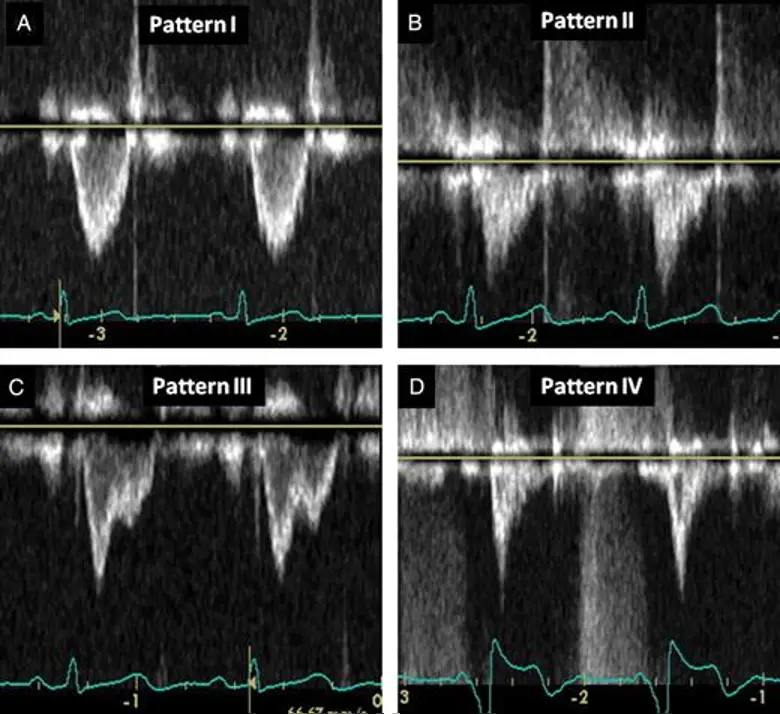 A
Pattern I
-3
-2
B
Pattern II
-2
C
Pattern III
-1
0
D
Pattern IV
3
-2
-1